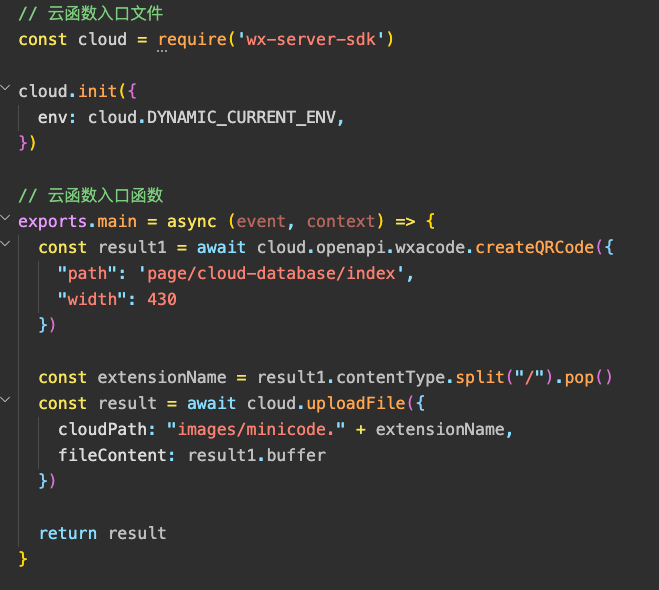 // 云函数入口文件
const cloud = require('wx-server-sdk')
cloud.init({
env: cloud.DYNAMIC_CURRENT_ENV,
})
// 云函数入口函数
exports.main = async (event, context) => {
const result1 = await cloud.openapi.wxacode.createQRCode({
"path": 'page/cloud-database/index',
"width": 430
})
const extensionName = result1.contentType.split("/").pop()
const result = await cloud.uploadFile({
cloudPath: "images/minicode." + extensionName,
fileContent: result1.buffer
})
return result
}